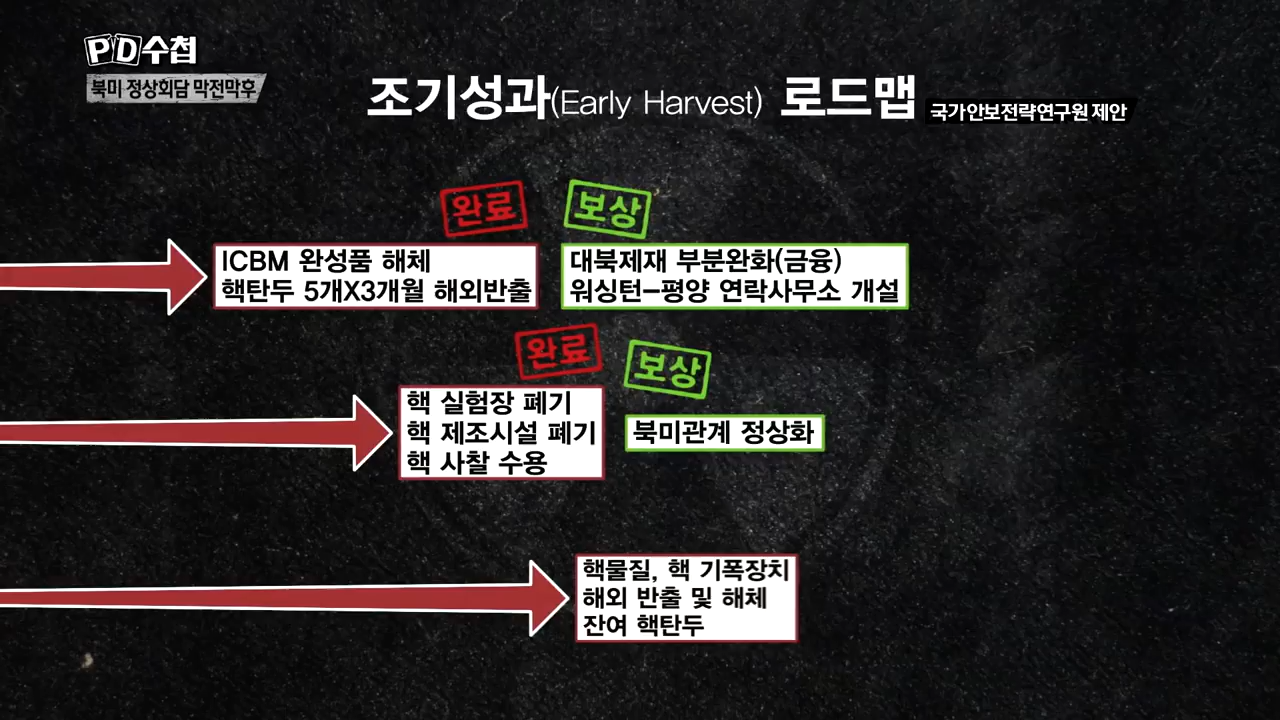 PD수첩
북미 정상회담 막전막후
조기성과(Early Harvest) 로드맵
국가안보전략연구원 제안
완료
보상
ICBM 완성품 해체
핵탄두 5개X3개월 해외반출
대북제재 부분완화(금융)
워싱턴-평양 연락사무소 개설
완료
보상
핵 실험장 폐기
핵 제조시설 폐기
핵 사찰 수용
북미관계 정상화
핵물질, 핵 기폭장치
해외 반출 및 해체
잔여 핵탄두